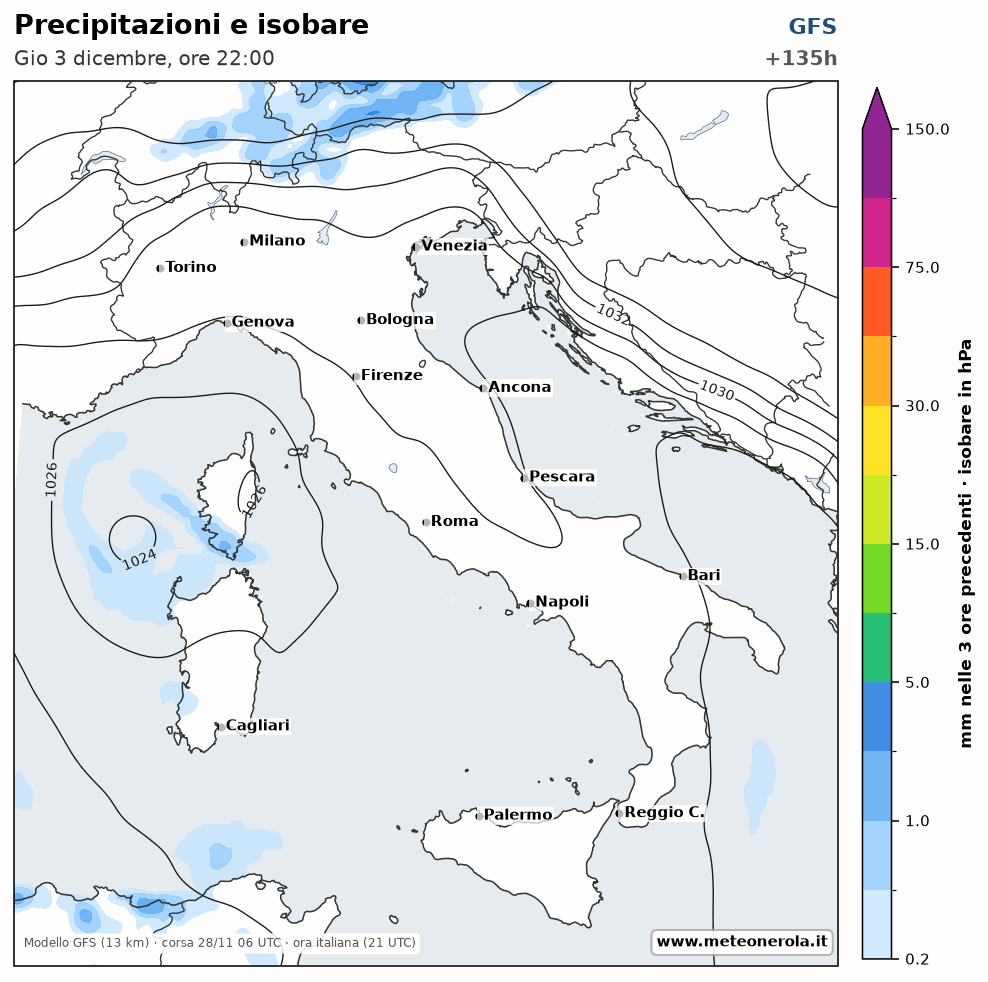 Precipitazioni e isobare
GFS
Gio 3 dicembre, ore 22:00
+135h
Milano
Venezia
Torino
Genova
Bologna
1032
Firenze
Ancona
1030
1026
Pescara
1026
Roma
1024
Bari
Napoli
Cagliari
Palermo
Reggio C.
Modello GFS (13 km) · corsa 28/11 06 UTC · ora italiana (21 UTC)
www.meteonerola.it
150.0
75.0
30.0
15.0
5.0
1.0
0.2
mm nelle 3 ore precedenti · isobare in hPa